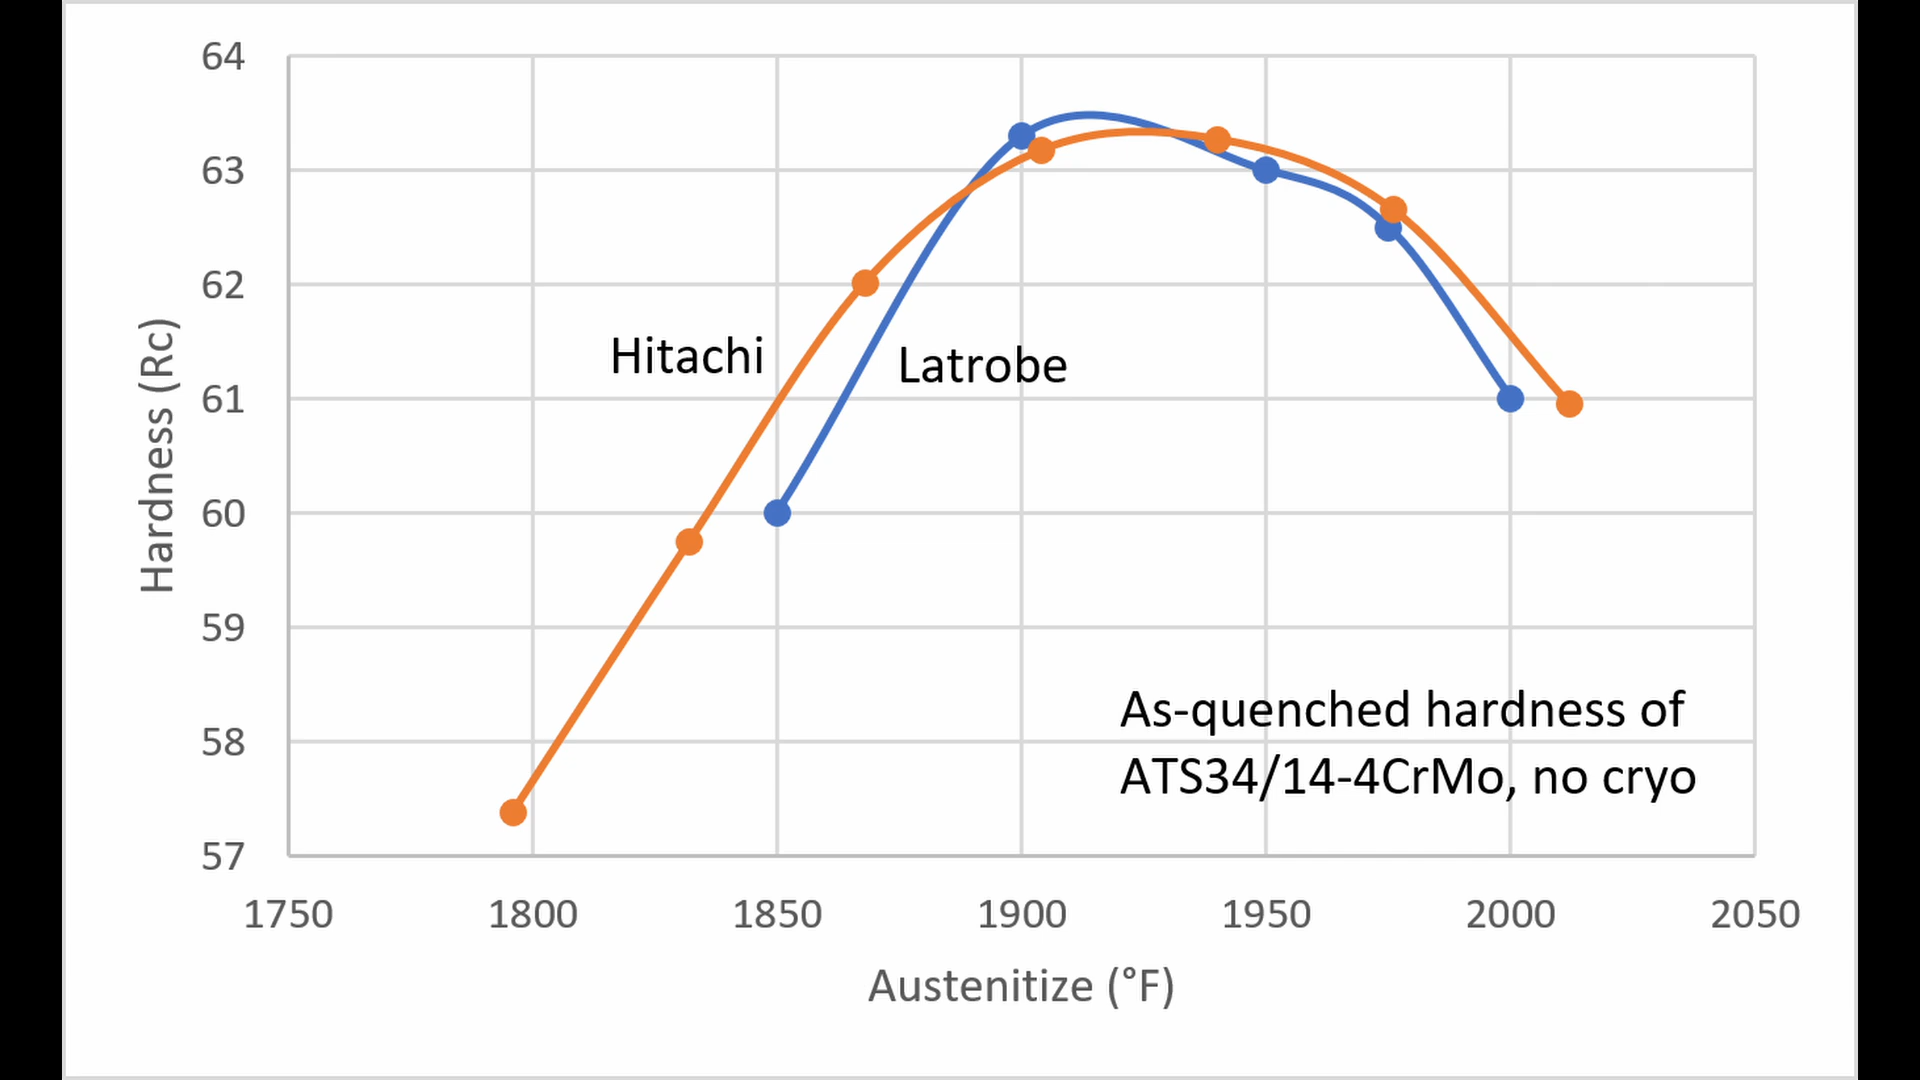 64
63
62
61
60
59
58
57
Hardness (Rc)
Hitachi
Latrobe
As-quenched hardness of
ATS34/14-4CrMo, no cryo
1750 1800 1850 1900 1950 2000 2050
Austenitize (°F)